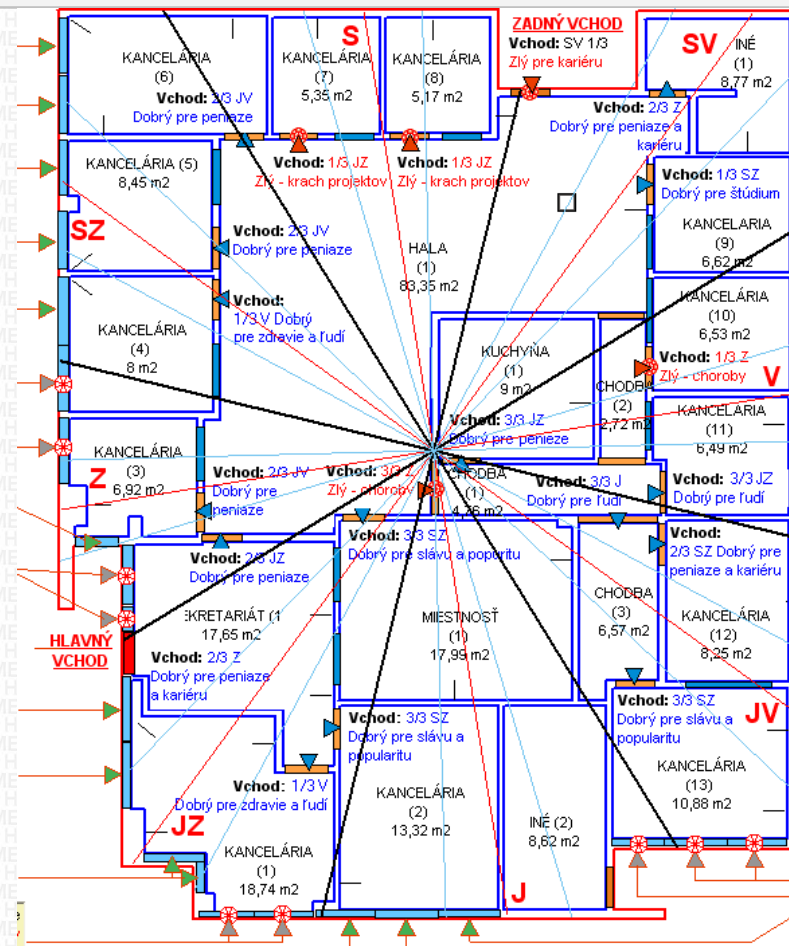 S
ZADNÝ VCHOD
Vchod: SV 1/3
Zlý pre kariéru
SV
INÉ
(1)
8,77 m2
KANCELÁRIA
(6)
Vchod: 2/3 JV
Dobrý pre peniaze
KANCELÁRIA
(7)
5,35 m2
KANCELÁRIA
(8)
5,17 m2
Vchod: 2/3 Z
Dobrý pre peniaze a
kariéru
KANCELÁRIA (5)
8,45 m2
Vchod: 1/3 JZ
Zlý - krach projektov
Vchod: 1/3 JZ
Zlý - krach projektov
Vchod: 1/3 SZ
Dobrý pre štúdium
KANCELÁRIA
(9)
6,62 m2
SZ
Vchod: 2/3 JV
Dobrý pre peniaze
HALA
(1)
83,35 m2
Vchod:
1/3 V Dobrý
pre zdravie a ľudí
KANCELÁRIA
(4)
8 m2
KANCELÁRIA
(10)
6,53 m2
KUCHYŇA
(1)
9 m2
Vchod: 1/3 Z
Zlý - choroby
V
CHODBA
(2)
2,72 m2
Vchod: 3/3 JZ
Dobrý pre penieze
KANCELÁRIA
(11)
6,49 m2
Z
KANCELÁRIA
(3)
6,92 m2
Vchod: 2/3 JV
Dobrý pre
peniaze
Vchod: 3/3
Zlý - choroby
CHODBA
(1)
4,76 m2
Vchod: 3/3 J
Dobrý pre ľudí
Vchod: 3/3 JZ
Dobrý pre ľudí
Vchod: 2/3 JZ
Dobrý pre peniaze
Vchod: 3/3 SZ
Dobrý pre slávu a popuritu
Vchod:
2/3 SZ Dobrý pre
peniaze a kariéru
EKRETARIÁT (1
17,65 m2
MIESTNOSŤ
(1)
17,99 m2
CHODBA
(3)
6,57 m2
KANCELÁRIA
(12)
8,25 m2
HLAVNÝ
VCHOD
Vchod: 2/3 Z
Dobrý pre peniaze
a kariéru
Vchod: 3/3 SZ
Dobrý pre slávu a
popularitu
Vchod: 3/3 SZ
Dobrý pre slávu a
popularitu
JV
KANCELÁRIA
(13)
10,88 m2
Vchod: 1/3 V
Dobrý pre zdravie a ľudí
KANCELÁRIA
(2)
13,32 m2
INÉ (2)
8,62 m2
JZ
KANCELÁRIA
(1)
18,74 m2
J